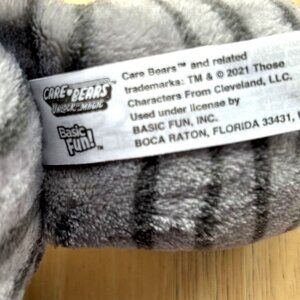 CARE BEARS
UNLOCK THE MAGIC
Basic
Fun!™
Care Bears™ and related
trademarks: TM & © 2021 Those
Characters From Cleveland, LLC.
Used under license by
BASIC FUN, INC.
BOCA RATON, FLORIDA 33431,